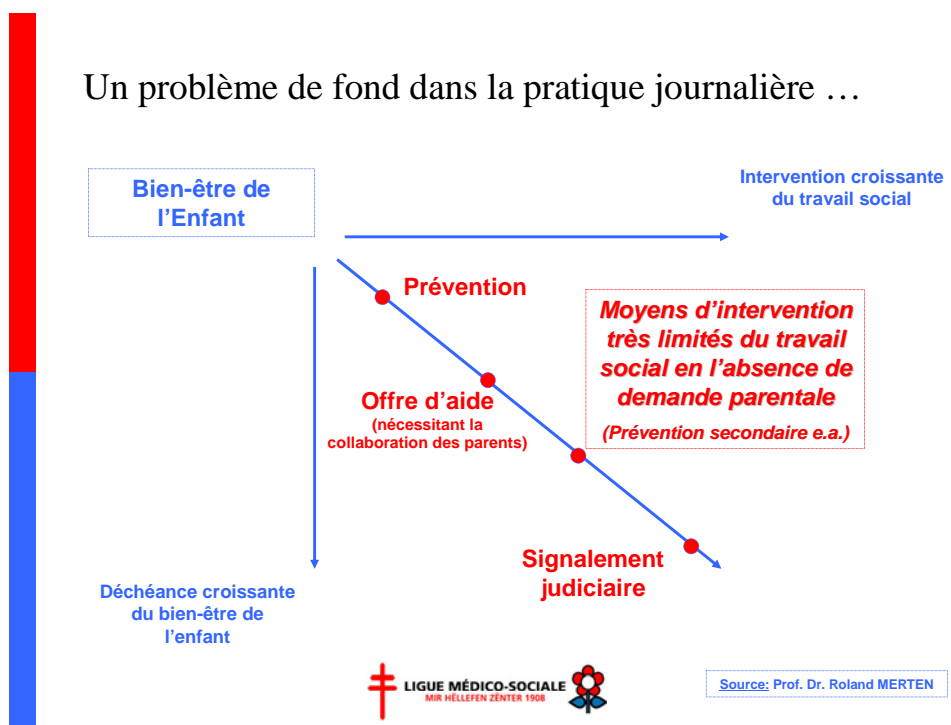 Un problème de fond dans la pratique journalière …
Bien-être de
l’Enfant
Intervention croissante
du travail social
Prévention
Moyens d’intervention
très limités du travail
social en l’absence de
demande parentale
(Prévention secondaire e.a.)
Offre d’aide
(nécessitant la
collaboration des parents)
Signalement
judiciaire
Déchéance croissante
du bien-être de
l’enfant
LIGUE MÉDICO-SOCIALE
MIR HËLLEFEN ZËNTER 1908
Source: Prof. Dr. Roland MERTEN